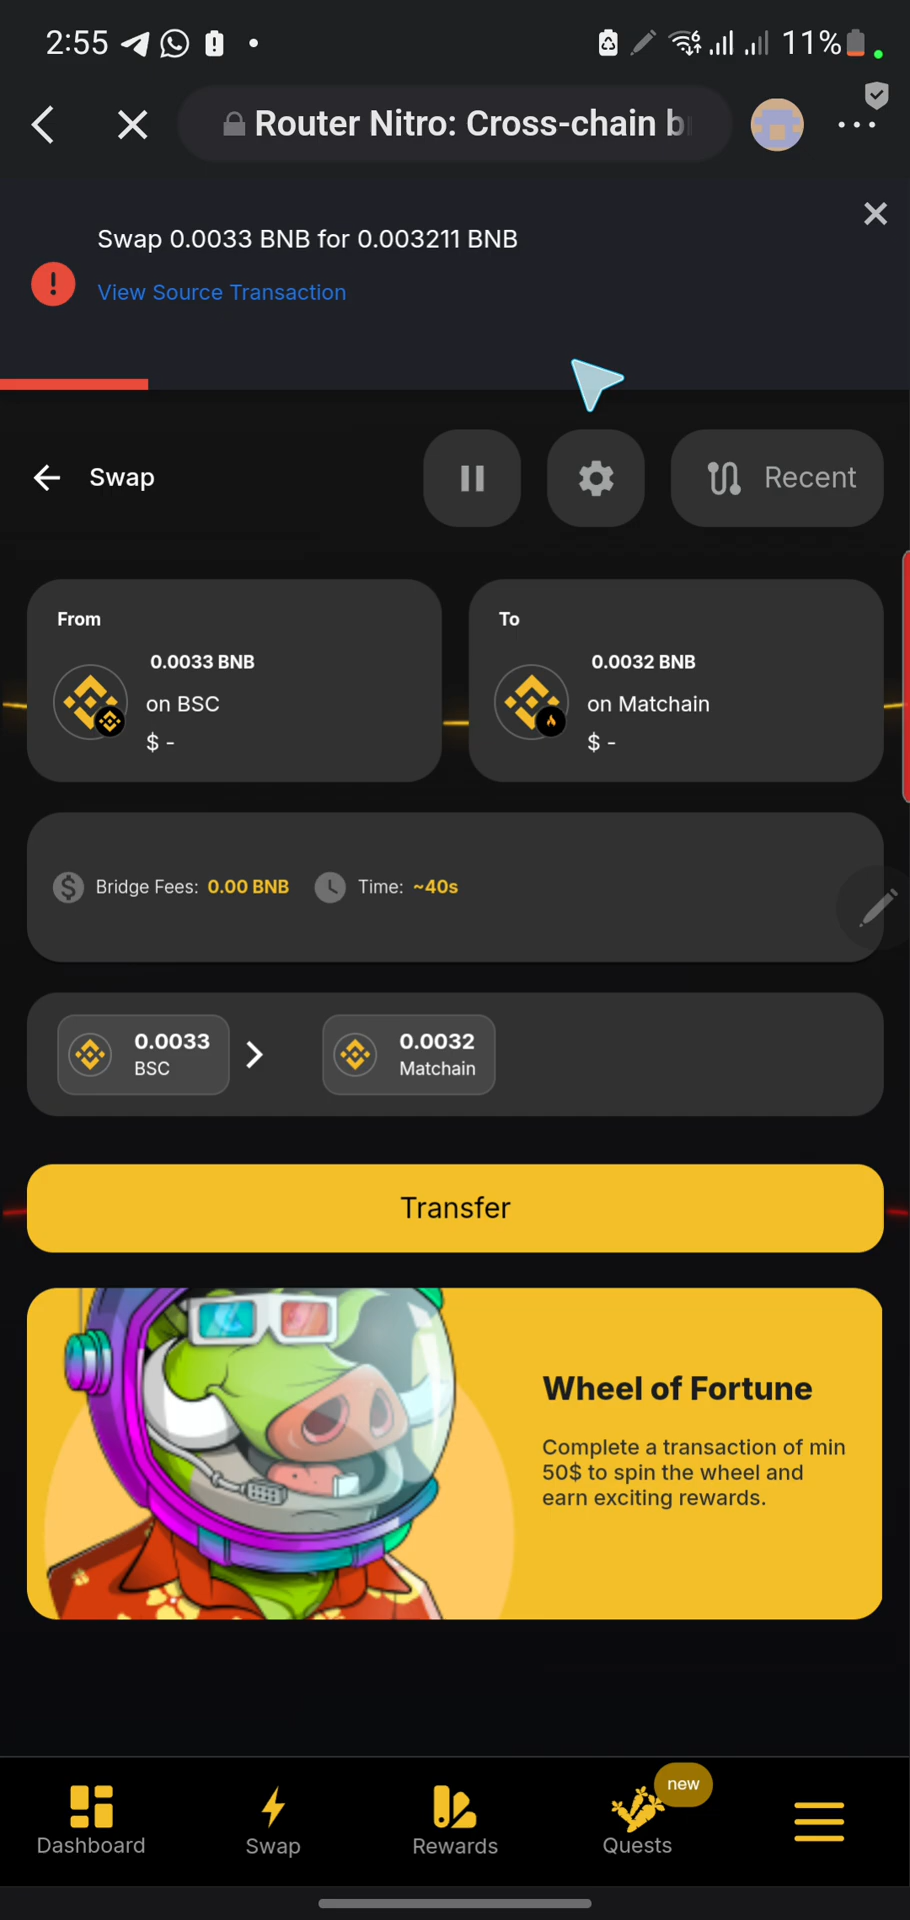 2:55
11%
Router Nitro: Cross-chain
Swap 0.0033 BNB for 0.003211 BNB
View Source Transaction
Swap
Recent
From
0.0033 BNB
on BSC
$ -
To
0.0032 BNB
on Matchain
$ -
Bridge Fees: 0.00 BNB Time: ~40s
0.0033
BSC
0.0032
Matchain
Transfer
Wheel of Fortune
Complete a transaction of min
50$ to spin the wheel and
earn exciting rewards.
new
Dashboard
Swap
Rewards
Quests